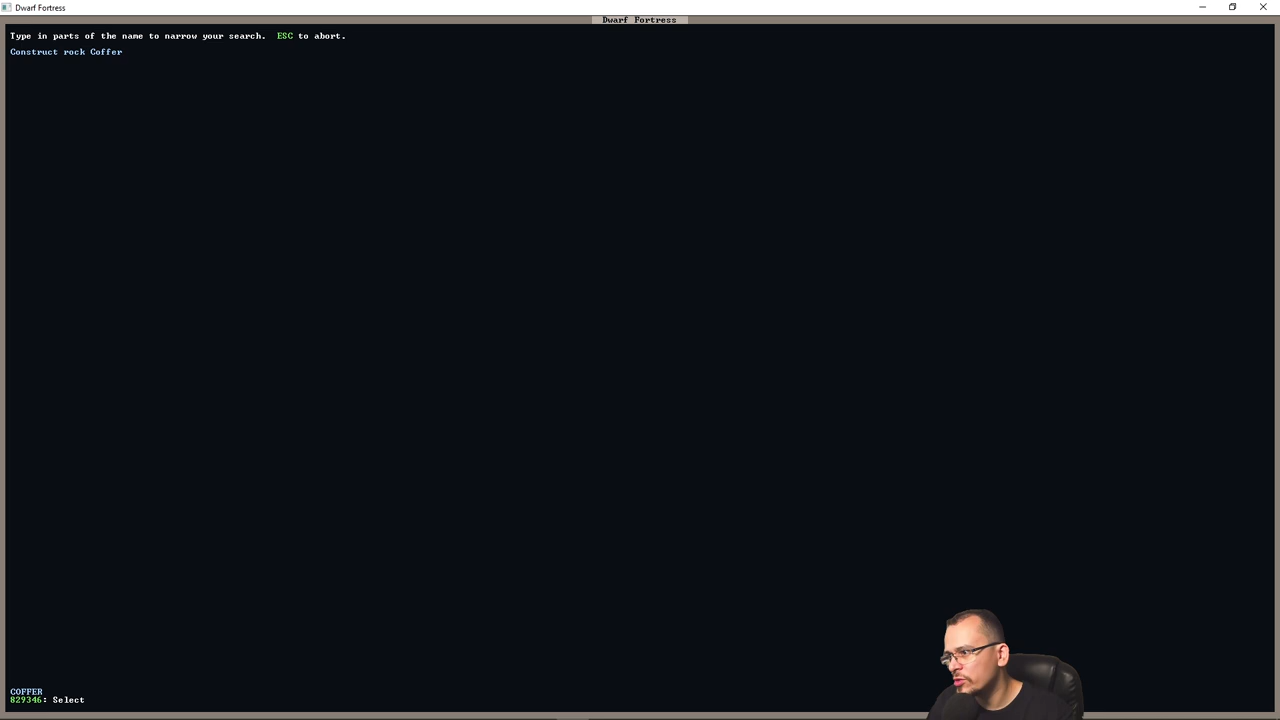 Dwarf Fortress
Dwarf Fortress
Type in parts of the name to narrow your search.  ESC to abort.
Construct rock Coffer
COFFER
829346: Select